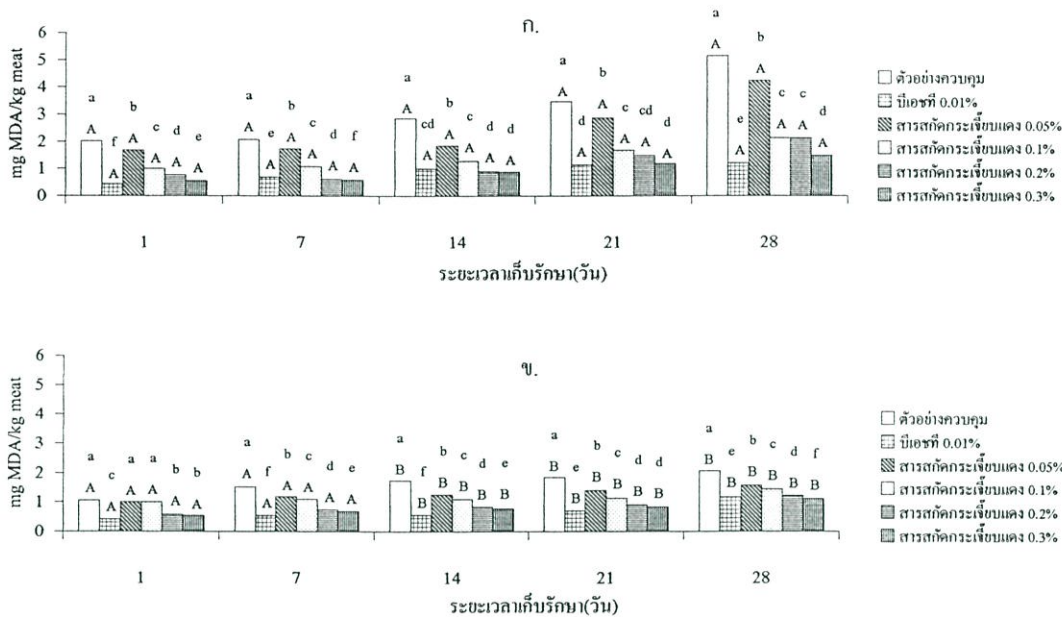 ก.
mg MDA/kg meat
6
5
4
3
2
1
0
a f b c d e
A A A A A A
a e b c d f
A A A A A A
a cd b c d d
A A A A A A
a d b c cd d
A A A A A A
a e b c c d
A A A A A A
1 7 14 21 28
ระยะเวลาเก็บรักษา(วัน)
ตัวอย่างควบคุม
บีเอชที 0.01%
สารสกัดกระเจี๊ยบแดง 0.05%
สารสกัดกระเจี๊ยบแดง 0.1%
สารสกัดกระเจี๊ยบแดง 0.2%
สารสกัดกระเจี๊ยบแดง 0.3%
ข.
mg MDA/kg meat
6
5
4
3
2
1
0
a c a a b b
A A A A A A
a f b c d e
A A A A A A
a f b c d e
B B B B B B
a e b c d d
B B B B B B
a e b c d f
B B B B B B
1 7 14 21 28
ระยะเวลาเก็บรักษา(วัน)
ตัวอย่างควบคุม
บีเอชที 0.01%
สารสกัดกระเจี๊ยบแดง 0.05%
สารสกัดกระเจี๊ยบแดง 0.1%
สารสกัดกระเจี๊ยบแดง 0.2%
สารสกัดกระเจี๊ยบแดง 0.3%